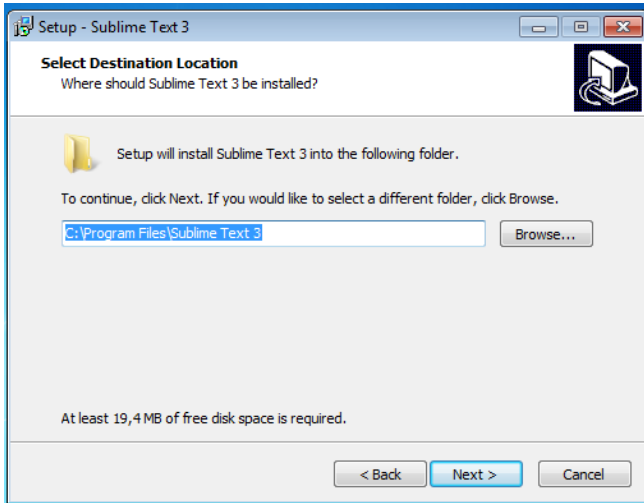 Setup - Sublime Text 3
Select Destination Location
Where should Sublime Text 3 be installed?
Setup will install Sublime Text 3 into the following folder.
To continue, click Next. If you would like to select a different folder, click Browse.
C:\Program Files\Sublime Text 3
Browse...
At least 19,4 MB of free disk space is required.
< Back
Next >
Cancel